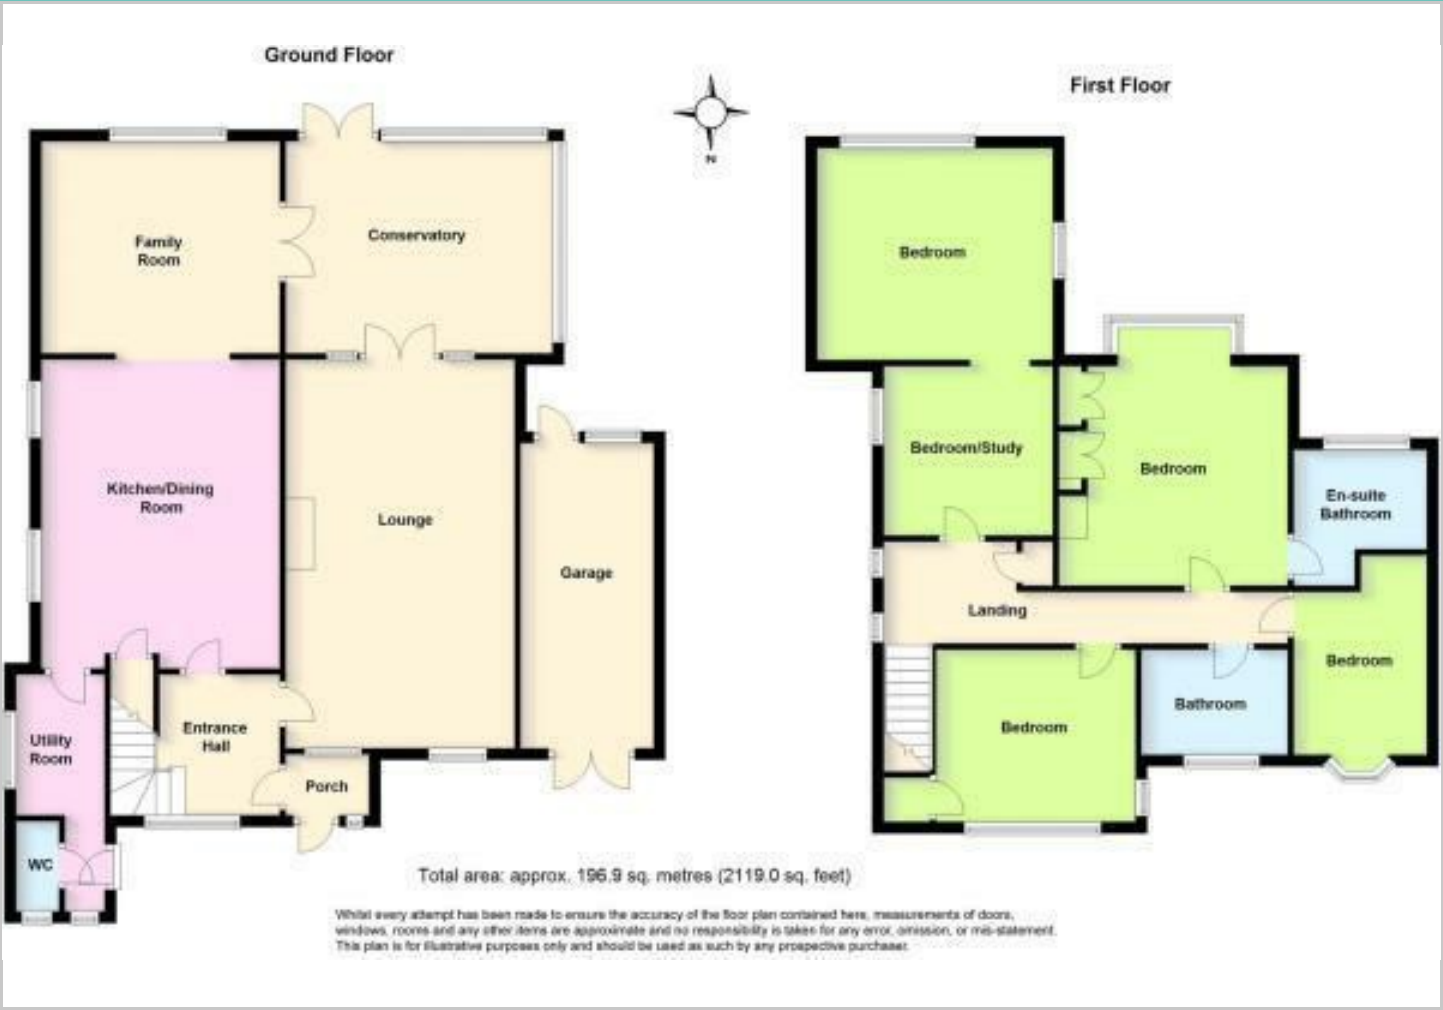 Ground Floor
First Floor
N
Family
Room
Conservatory
Kitchen/Dining
Room
Lounge
Garage
Utility
Room
Entrance
Hall
Porch
WC
Bedroom
Bedroom/Study
Bedroom
En-suite
Bathroom
Landing
Bedroom
Bathroom
Bedroom
Total area: approx. 196.9 sq. metres (2119.0 sq. feet)
Whilst every attempt has been made to ensure the accuracy of the floor plan contained here, measurements of doors,
windows, rooms and any other items are approximate and no responsibility is taken for any error, omission, or mis-statement.
This plan is for illustrative purposes only and should be used as such by any prospective purchaser.